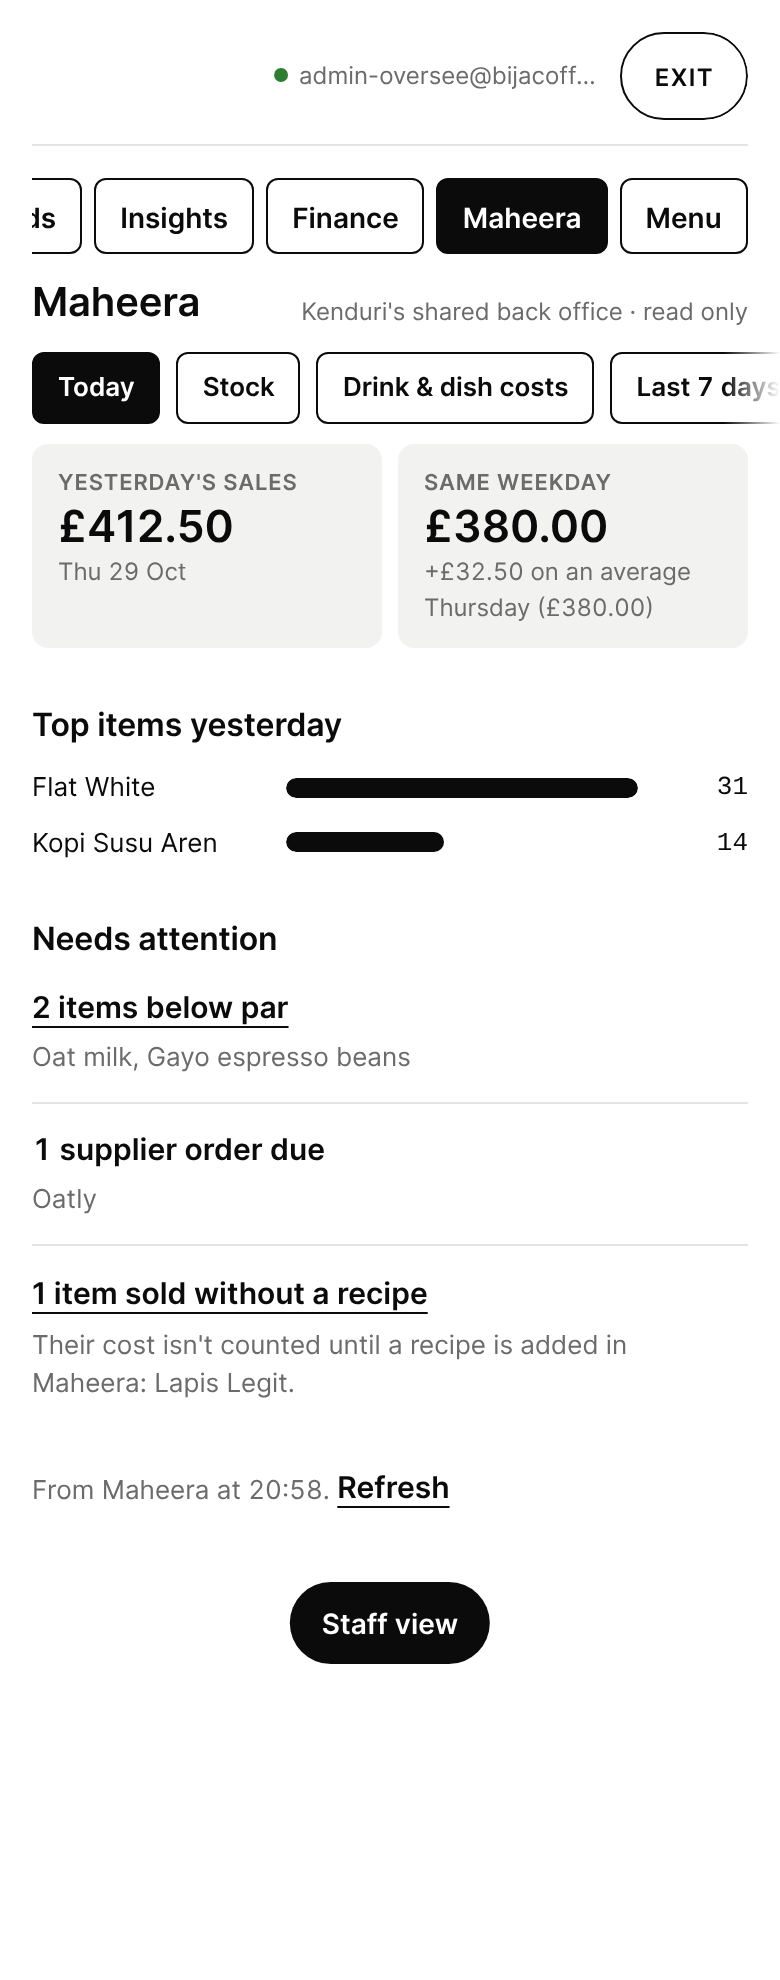 admin-oversee@bijacoff...
EXIT
ds
Insights
Finance
Maheera
Menu
Maheera
Kenduri's shared back office · read only
Today
Stock
Drink & dish costs
Last 7 days
YESTERDAY'S SALES
£412.50
Thu 29 Oct
SAME WEEKDAY
£380.00
+£32.50 on an average
Thursday (£380.00)
Top items yesterday
Flat White 31
Kopi Susu Aren 14
Needs attention
2 items below par
Oat milk, Gayo espresso beans
1 supplier order due
Oatly
1 item sold without a recipe
Their cost isn't counted until a recipe is added in
Maheera: Lapis Legit.
From Maheera at 20:58. Refresh
Staff view